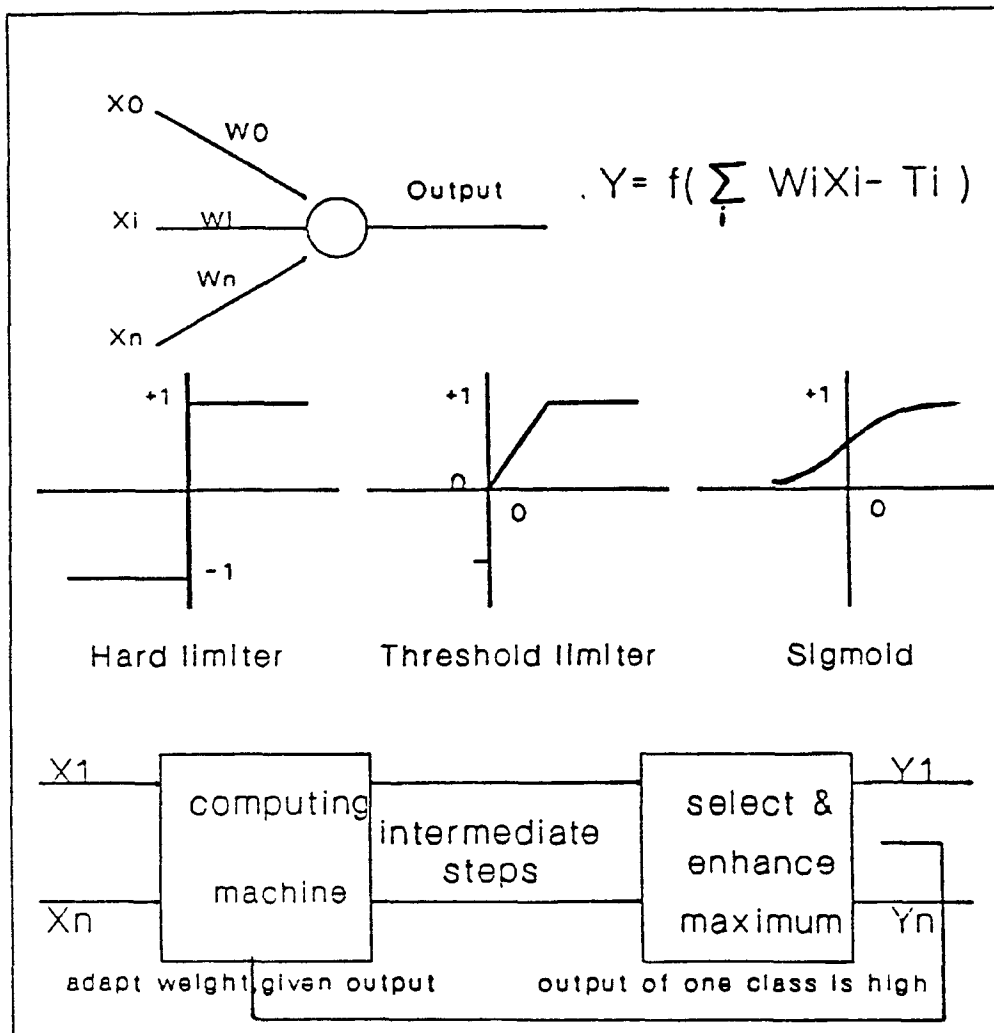 X0
W0
Output
. Y= f( ∑ WiXi- Ti )
i
Xi
Wi
Wn
Xn
+1
+1
+1
0
0
0
-1
Hard limiter
Threshold limiter
Sigmoid
X1
Y1
computing
select &
intermediate
steps
enhance
machine
maximum
Xn
Yn
adapt weight,given output
output of one class is high